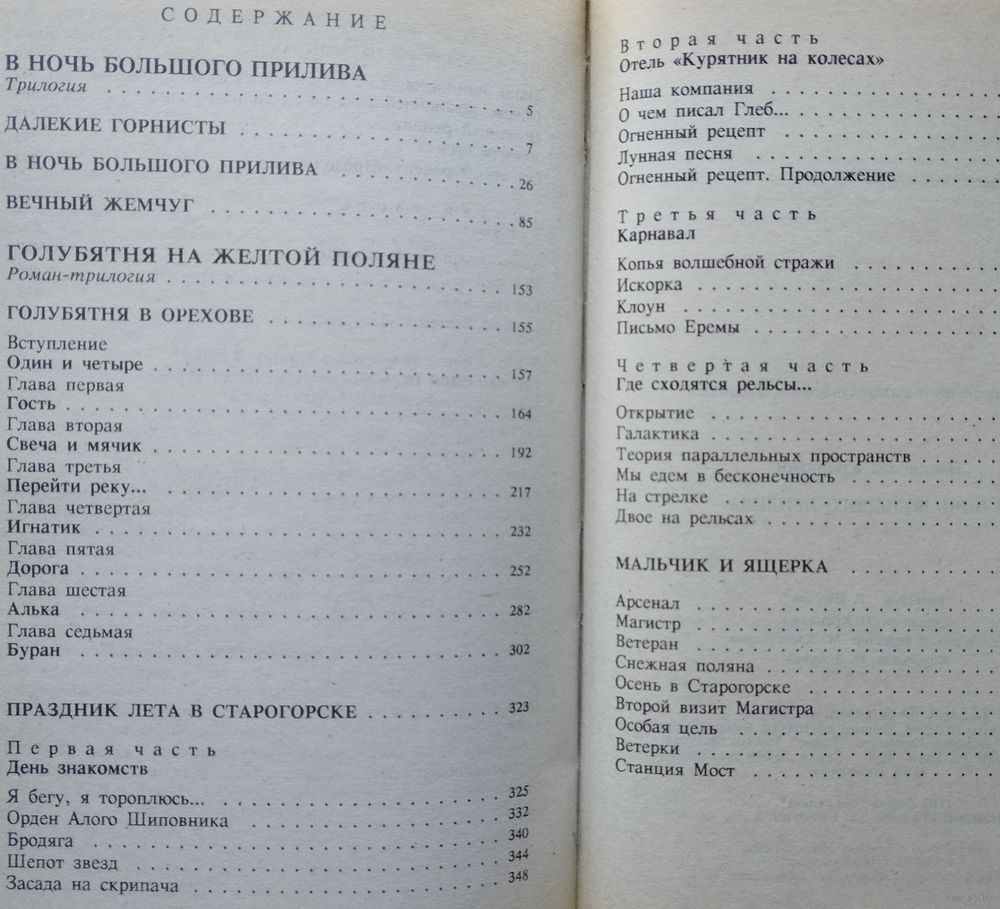 СОДЕРЖАНИЕ
В НОЧЬ БОЛЬШОГО ПРИЛИВА
Трилогия . . . . . . . . . . 5
ДАЛЕКИЕ ГОРНИСТЫ . . . . . . . . . . 7
В НОЧЬ БОЛЬШОГО ПРИЛИВА . . . . . . . . . . 26
ВЕЧНЫЙ ЖЕМЧУГ . . . . . . . . . . 85
ГОЛУБЯТНЯ НА ЖЕЛТОЙ ПОЛЯНЕ
Роман-трилогия . . . . . . . . . . 153
ГОЛУБЯТНЯ В ОРЕХОВЕ . . . . . . . . . . 155
Вступление
Один и четыре . . . . . . . . . . 157
Глава первая
Гость . . . . . . . . . . 164
Глава вторая
Свеча и мячик . . . . . . . . . . 192
Глава третья
Перейти реку... . . . . . . . . . . 217
Глава четвертая
Игнатик . . . . . . . . . . 232
Глава пятая
Дорога . . . . . . . . . . 252
Глава шестая
Алька . . . . . . . . . . 282
Глава седьмая
Буран . . . . . . . . . . 302
ПРАЗДНИК ЛЕТА В СТАРОГОРСКЕ . . . . . . . . . . 323
Первая часть
День знакомств
Я бегу, я тороплюсь... . . . . . . . . . . 325
Орден Алого Шиповника . . . . . . . . . . 332
Бродяга . . . . . . . . . . 340
Шепот звезд . . . . . . . . . . 344
Засада на скрипача . . . . . . . . . . 348
Вторая часть
Отель «Курятник на колесах»
Наша компания . . . . . . . . . .
О чем писал Глеб... . . . . . . . . . .
Огненный рецепт . . . . . . . . . .
Лунная песня . . . . . . . . . .
Огненный рецепт. Продолжение . . . . . .
Третья часть
Карнавал
Копья волшебной стражи . . . . . . . .
Искорка . . . . . . . . . .
Клоун . . . . . . . . . .
Письмо Еремы . . . . . . . . . .
Четвертая часть
Где сходятся рельсы...
Открытие . . . . . . . . . .
Галактика . . . . . . . . . .
Теория параллельных пространств . . . . .
Мы едем в бесконечность . . . . . . . . .
На стрелке . . . . . . . . . .
Двое на рельсах . . . . . . . . . .
МАЛЬЧИК И ЯЩЕРКА . . . . . . . . .
Арсенал . . . . . . . . . .
Магистр . . . . . . . . . .
Ветеран . . . . . . . . . .
Снежная поляна . . . . . . . . . .
Осень в Старогорске . . . . . . . . . .
Второй визит Магистра . . . . . . . . . .
Особая цель . . . . . . . . . .
Ветерки . . . . . . . . . .
Станция Мост . . . . . . . . . .
www.ay.by